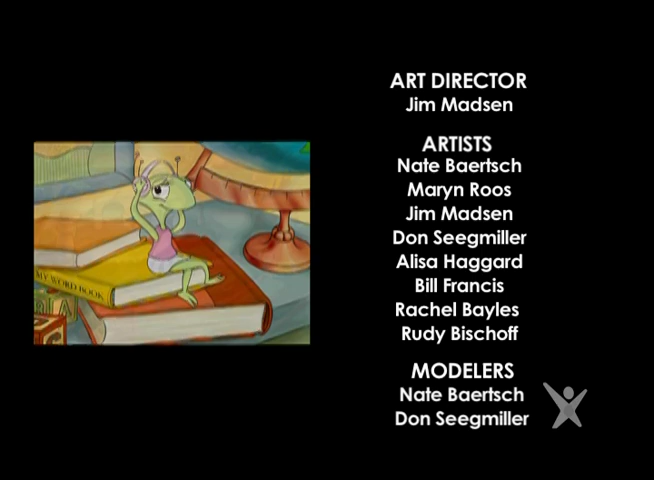 ART DIRECTOR
Jim Madsen
ARTISTS
Nate Baertsch
Maryn Roos
Jim Madsen
Don Seegmiller
Alisa Haggard
Bill Francis
Rachel Bayles
Rudy Bischoff
MODELERS
Nate Baertsch
Don Seegmiller
MY WORD BOOK
A